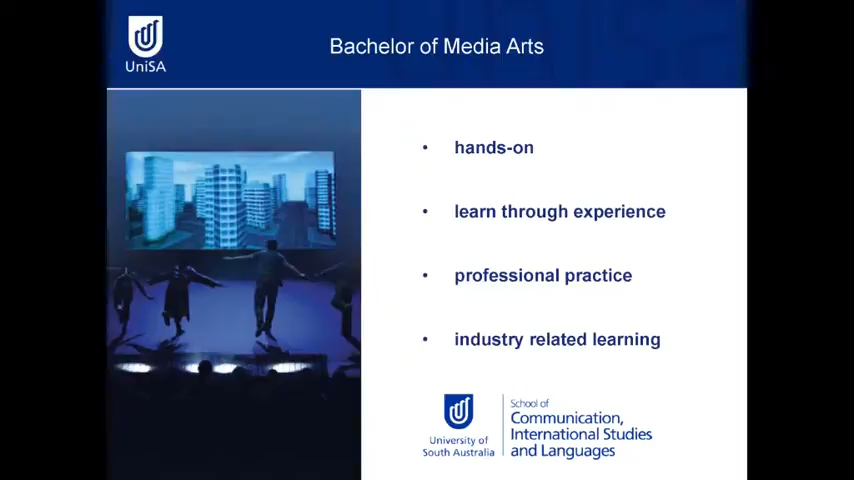 UniSA
Bachelor of Media Arts
• hands-on
• learn through experience
• professional practice
• industry related learning
University of
South Australia
School of
Communication,
International Studies
and Languages